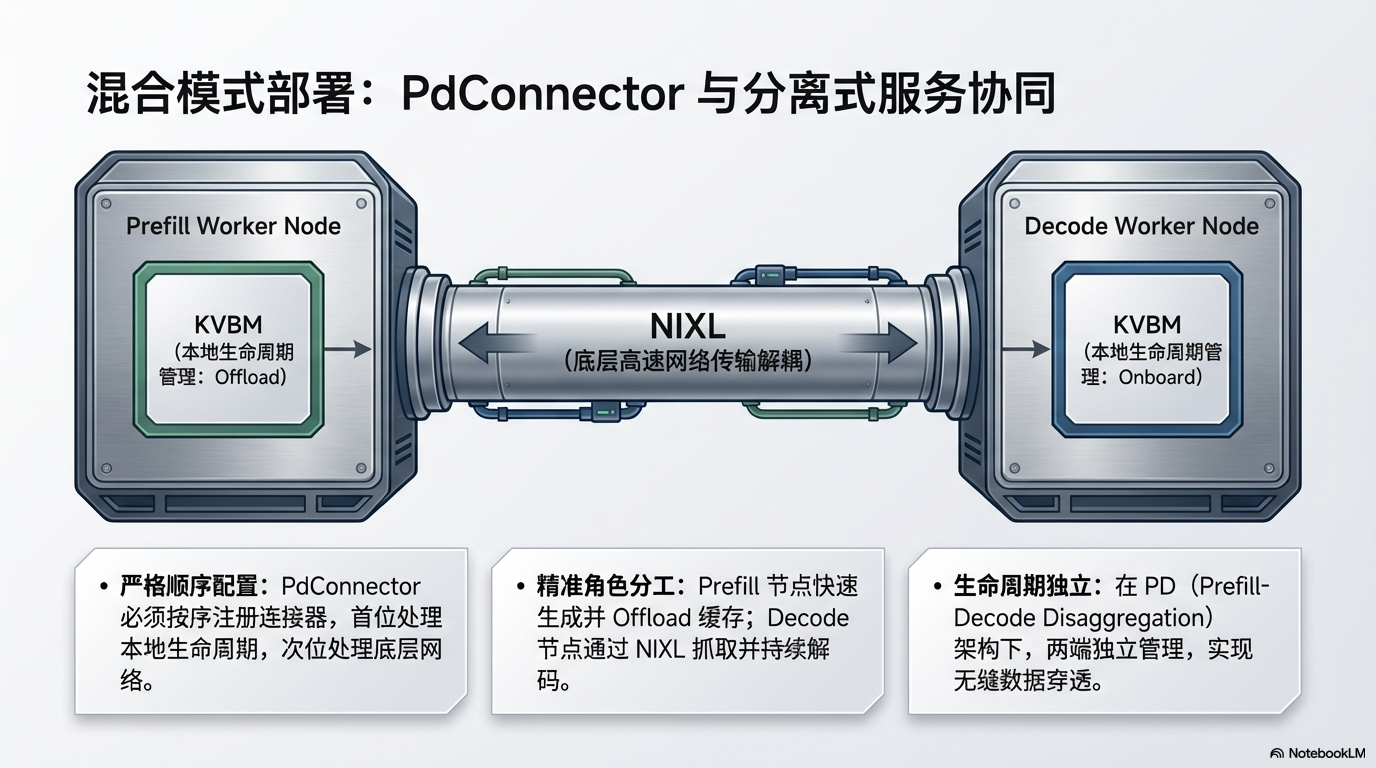 混合模式部署：PdConnector 与分离式服务协同
Prefill Worker Node
KVBM
（本地生命周期
管理：Offload）
NIXL
（底层高速网络传输解耦）
Decode Worker Node
KVBM
（本地生命周期管
理：Onboard）
• 严格顺序配置：PdConnector
必须按序注册连接器，首位处理
本地生命周期，次位处理底层网
络。
• 精准角色分工：Prefill 节点快速
生成并 Offload 缓存；Decode
节点通过 NIXL 抓取并持续解
码。
• 生命周期独立：在 PD（Prefill-
Decode Disaggregation）
架构下，两端独立管理，实现
无缝数据穿透。
NotebookLM